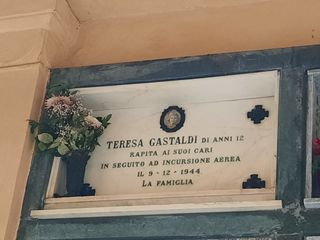 TERESA GASTALDI DI ANNI 12
RAPITA AI SUOI CARI
IN SEGUITO AD INCURSIONE AEREA
IL 9-12-1944
LA FAMIGLIA